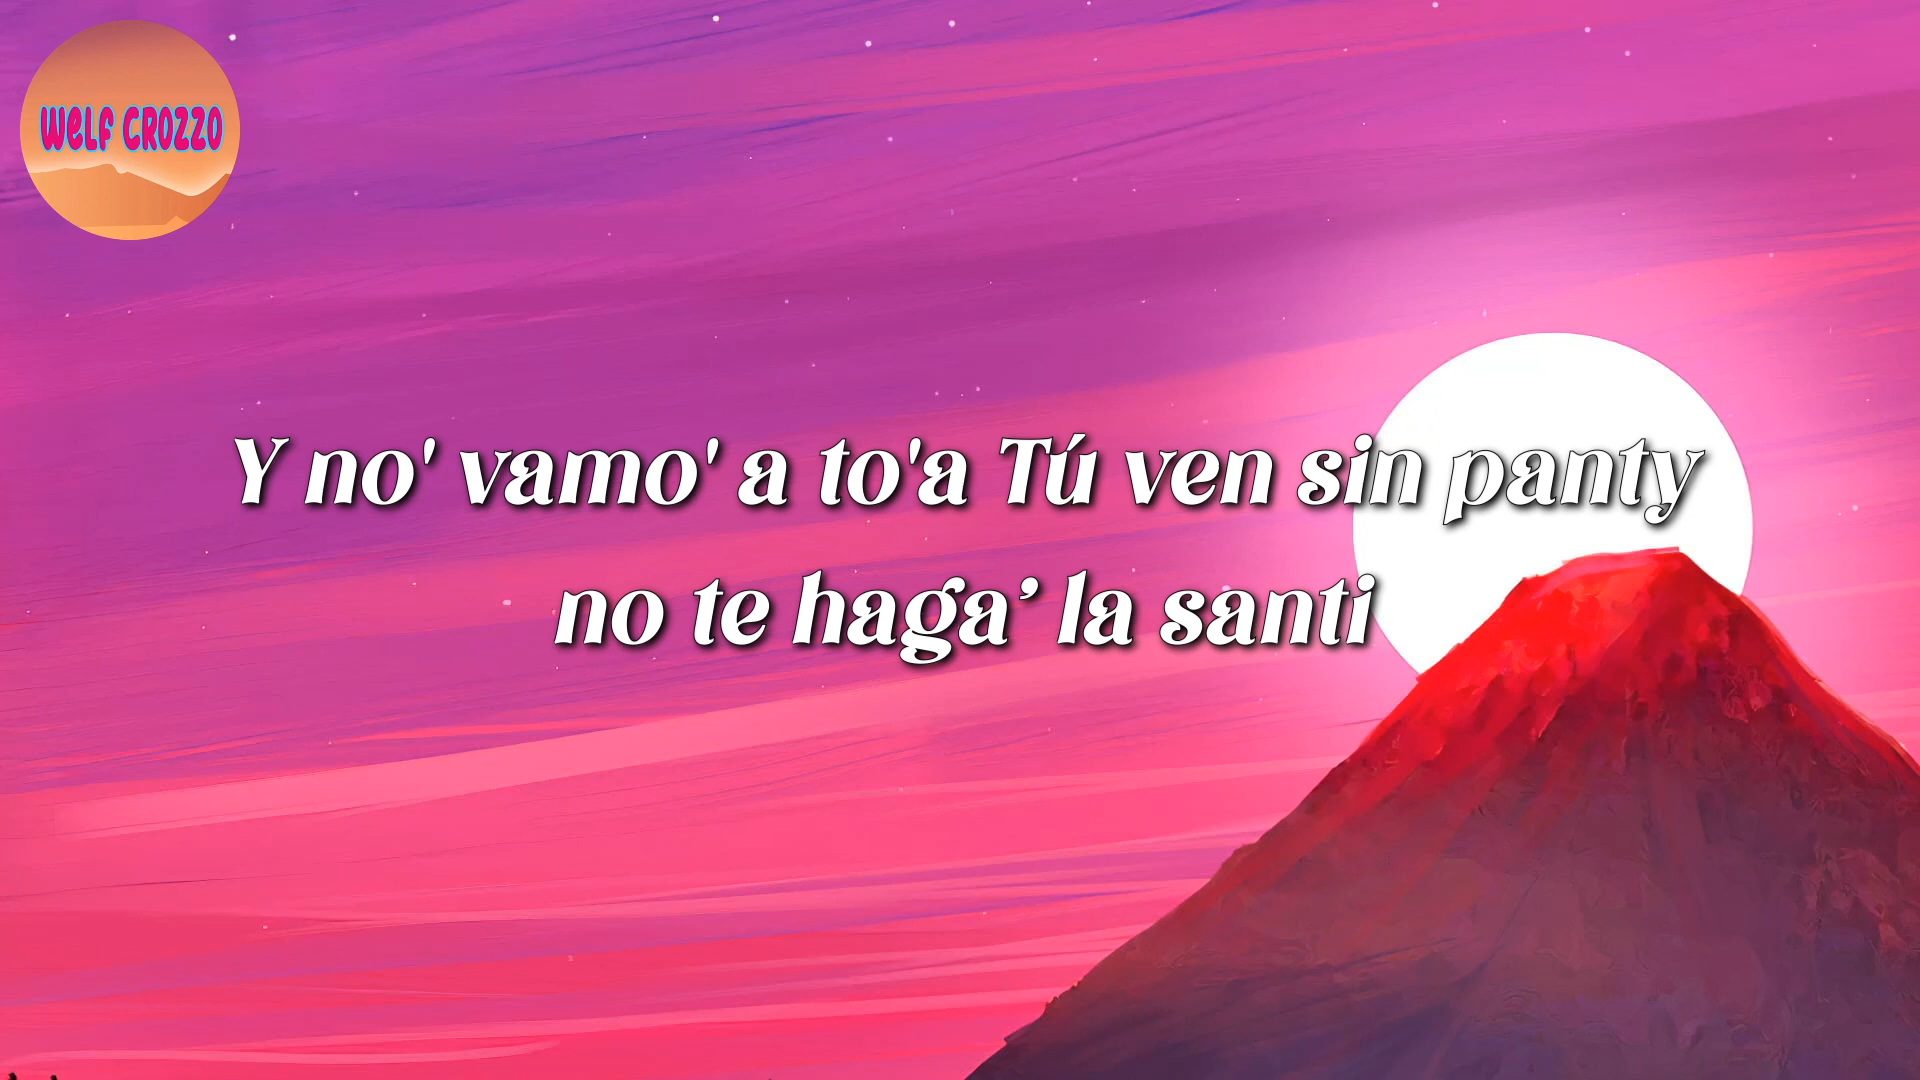 WELF CROZZO
Y no' vamo' a to'a Tú ven sin panty
no te haga’ la santi